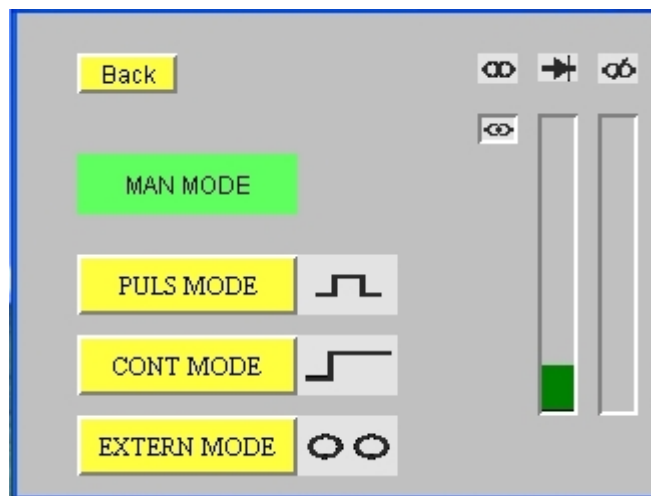 Back
MAN MODE
PULS MODE
CONT MODE
EXTERN MODE